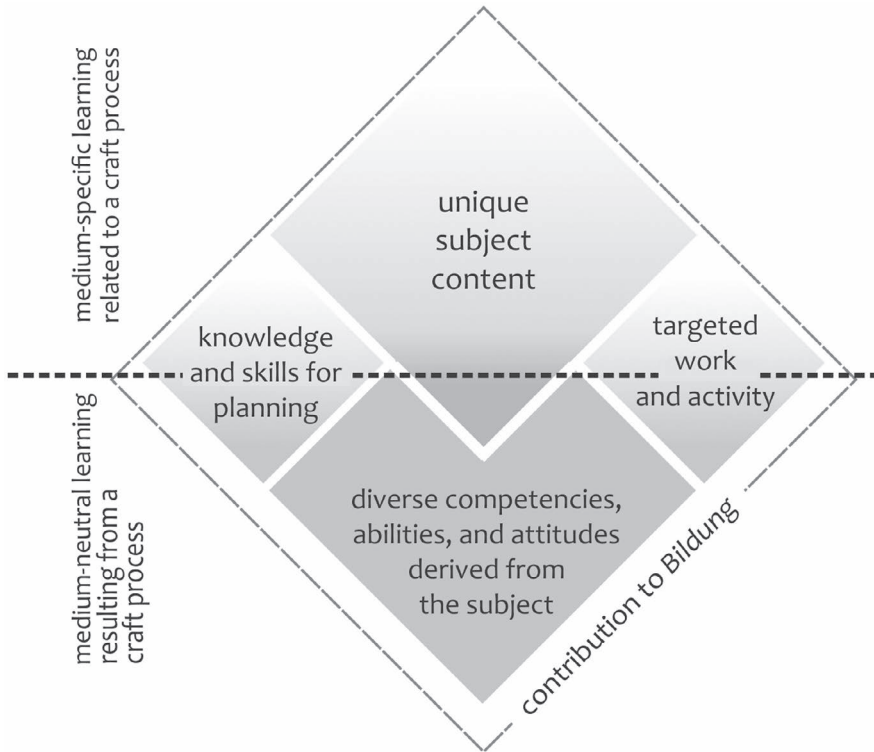 medium-specific learning
related to a craft process
unique
subject
content
knowledge
and skills for
planning
targeted
work
and activity
medium-neutral learning
resulting from a
craft process
diverse competencies,
abilities, and attitudes
derived from
the subject
contribution to Bildung